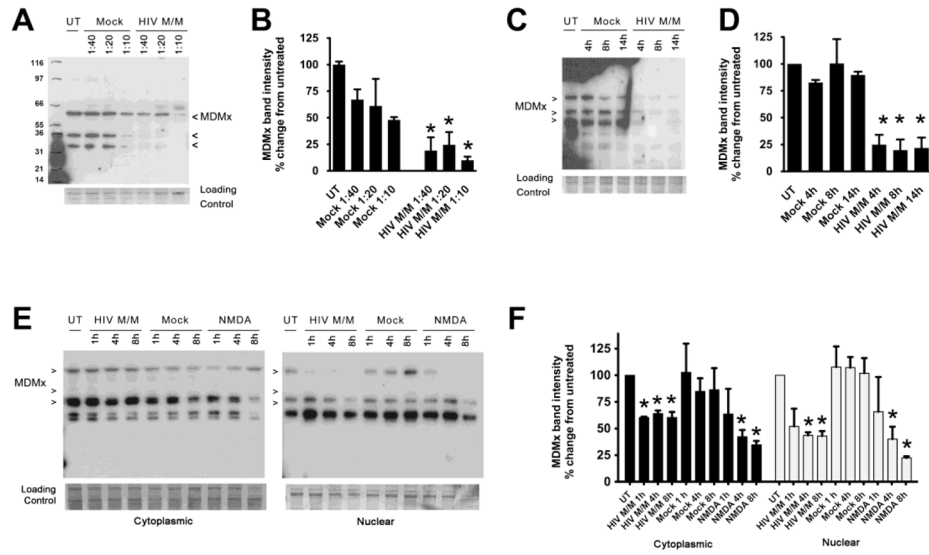 A
UT Mock HIV M/M
1:40 1:20 1:10 1:40 1:20 1:10
116
97
66
56
36
31
21
14
< MDMx
<
<
Loading
Control
B
MDMx band intensity
% change from untreated
125
100
75
50
25
0
UT
Mock 1:40
Mock 1:20
Mock 1:10
HIV M/M 1:40
HIV M/M 1:20
HIV M/M 1:10
* * *
C
UT Mock HIV M/M
4h 8h 14h 4h 8h 14h
MDMx
>
> >
>
Loading
Control
D
MDMx band intensity
% change from untreated
125
100
75
50
25
0
UT
Mock 4h
Mock 8h
Mock 14h
HIV M/M 4h
HIV M/M 8h
HIV M/M 14h
* * *
E
UT HIV M/M Mock NMDA
1h 4h 8h 1h 4h 8h 1h 4h 8h
MDMx
>
>
>
Loading
Control
Cytoplasmic
UT HIV M/M Mock NMDA
1h 4h 8h 1h 4h 8h 1h 4h 8h
>
>
>
Loading
Control
Nuclear
F
MDMx band intensity
% change from untreated
125
100
75
50
25
0
* * * * * * * * *
UT
HIV M/M 1h
HIV M/M 4h
HIV M/M 8h
Mock 1 h
Mock 4h
Mock 8h
NMDA 1h
NMDA 4h
NMDA 8h
Cytoplasmic
UT
HIV M/M 1h
HIV M/M 4h
HIV M/M 8h
Mock 1 h
Mock 4h
Mock 8h
NMDA 1h
NMDA 4h
NMDA 8h
Nuclear